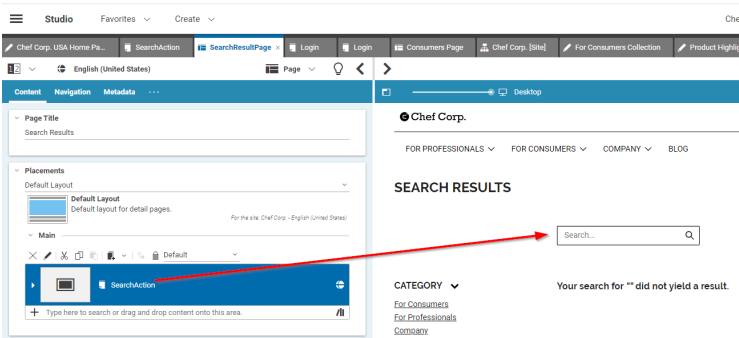 Studio Favorites Create Che
Chef Corp. USA Home Pa... SearchAction SearchResultPage × Login Login Consumers Page Chef Corp. [Site] For Consumers Collection Product Highlig
1 2 English (United States) Page
Content Navigation Metadata ... Desktop
Page Title
Search Results
Placements
Default Layout
Default Layout
Default layout for detail pages.
For the site: Chef Corp. - English (United States)
Main
Default
SearchAction
Type here to search or drag and drop content onto this area.
Chef Corp.
FOR PROFESSIONALS FOR CONSUMERS COMPANY BLOG
SEARCH RESULTS
Search...
CATEGORY
For Consumers
For Professionals
Company
Your search for "" did not yield a result.